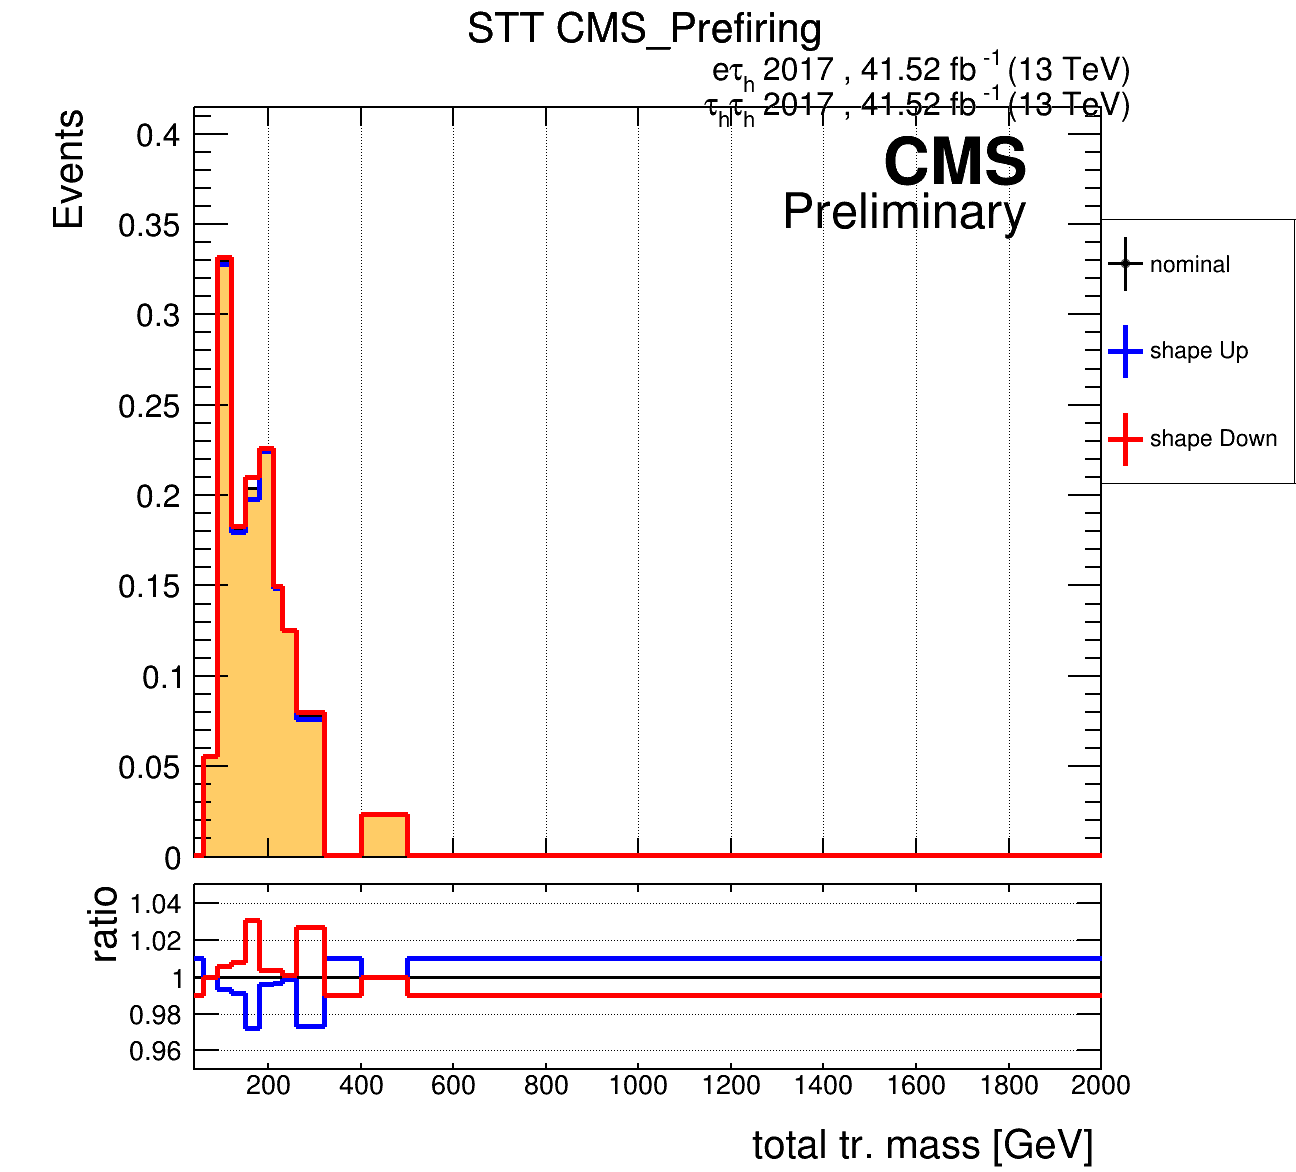 STT CMS_Prefiring
eτh 2017 , 41.52 fb -1 (13 TeV)
τhτh 2017 , 41.52 fb -1 (13 TeV)
CMS
Preliminary
Events
0.4
0.35
0.3
0.25
0.2
0.15
0.1
0.05
0
nominal
shape Up
shape Down
ratio
1.04
1.02
1
0.98
0.96
200 400 600 800 1000 1200 1400 1600 1800 2000
total tr. mass [GeV]